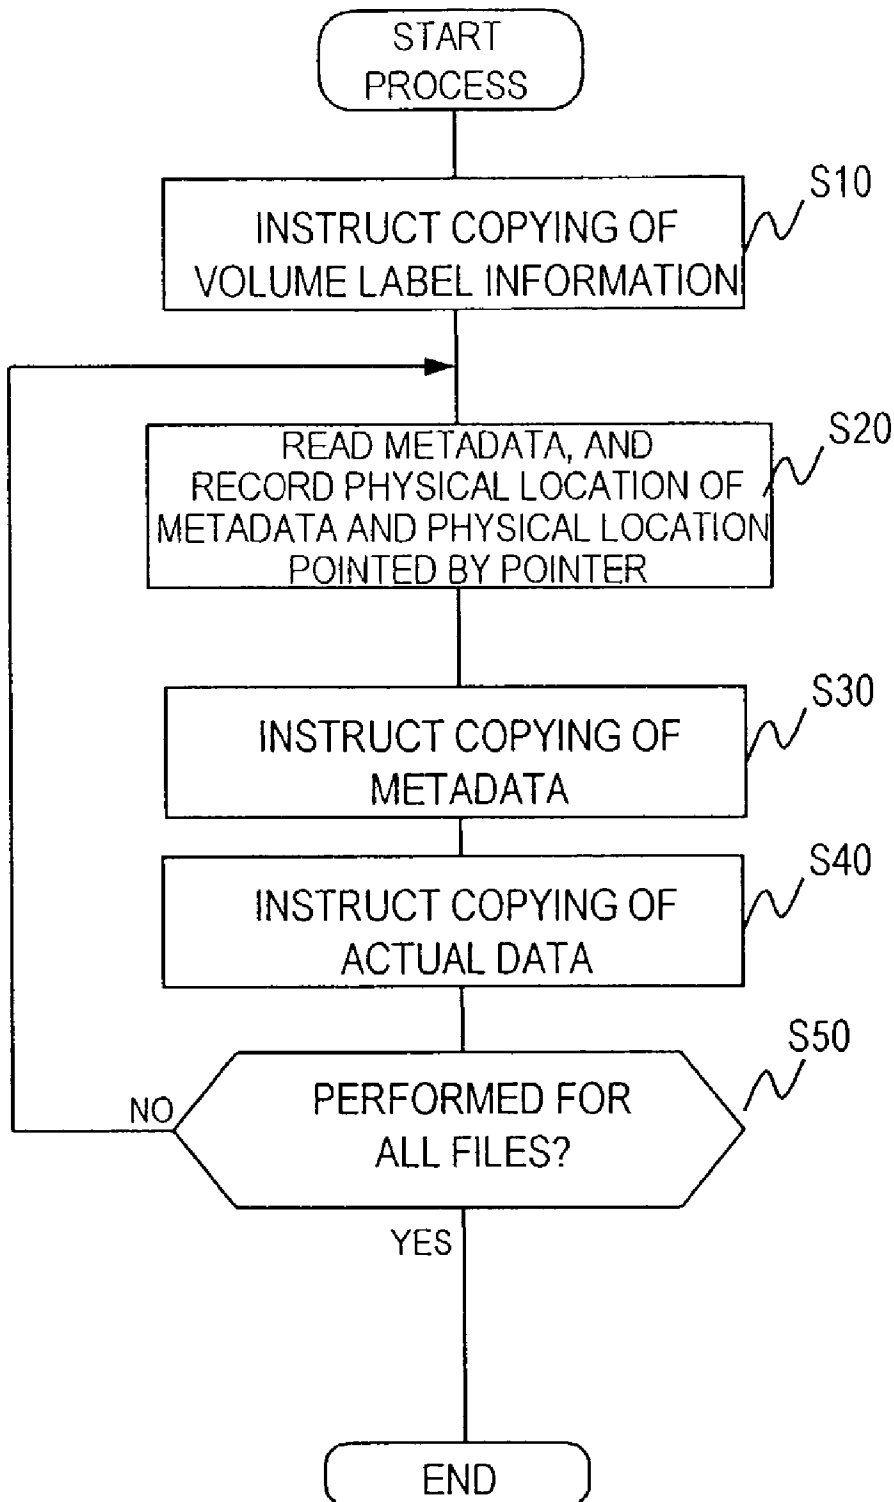 START
PROCESS
S10
INSTRUCT COPYING OF
VOLUME LABEL INFORMATION
S20
READ METADATA, AND
RECORD PHYSICAL LOCATION OF
METADATA AND PHYSICAL LOCATION
POINTED BY POINTER
S30
INSTRUCT COPYING OF
METADATA
S40
INSTRUCT COPYING OF
ACTUAL DATA
S50
PERFORMED FOR
ALL FILES?
NO
YES
END